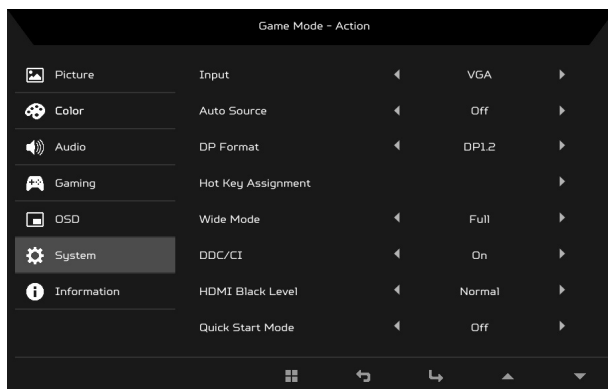 Game Mode - Action
Picture
Input VGA
Color
Auto Source Off
Audio
DP Format DP1.2
Gaming
Hot Key Assignment
OSD
Wide Mode Full
System
DDC/CI On
Information
HDMI Black Level Normal
Quick Start Mode Off